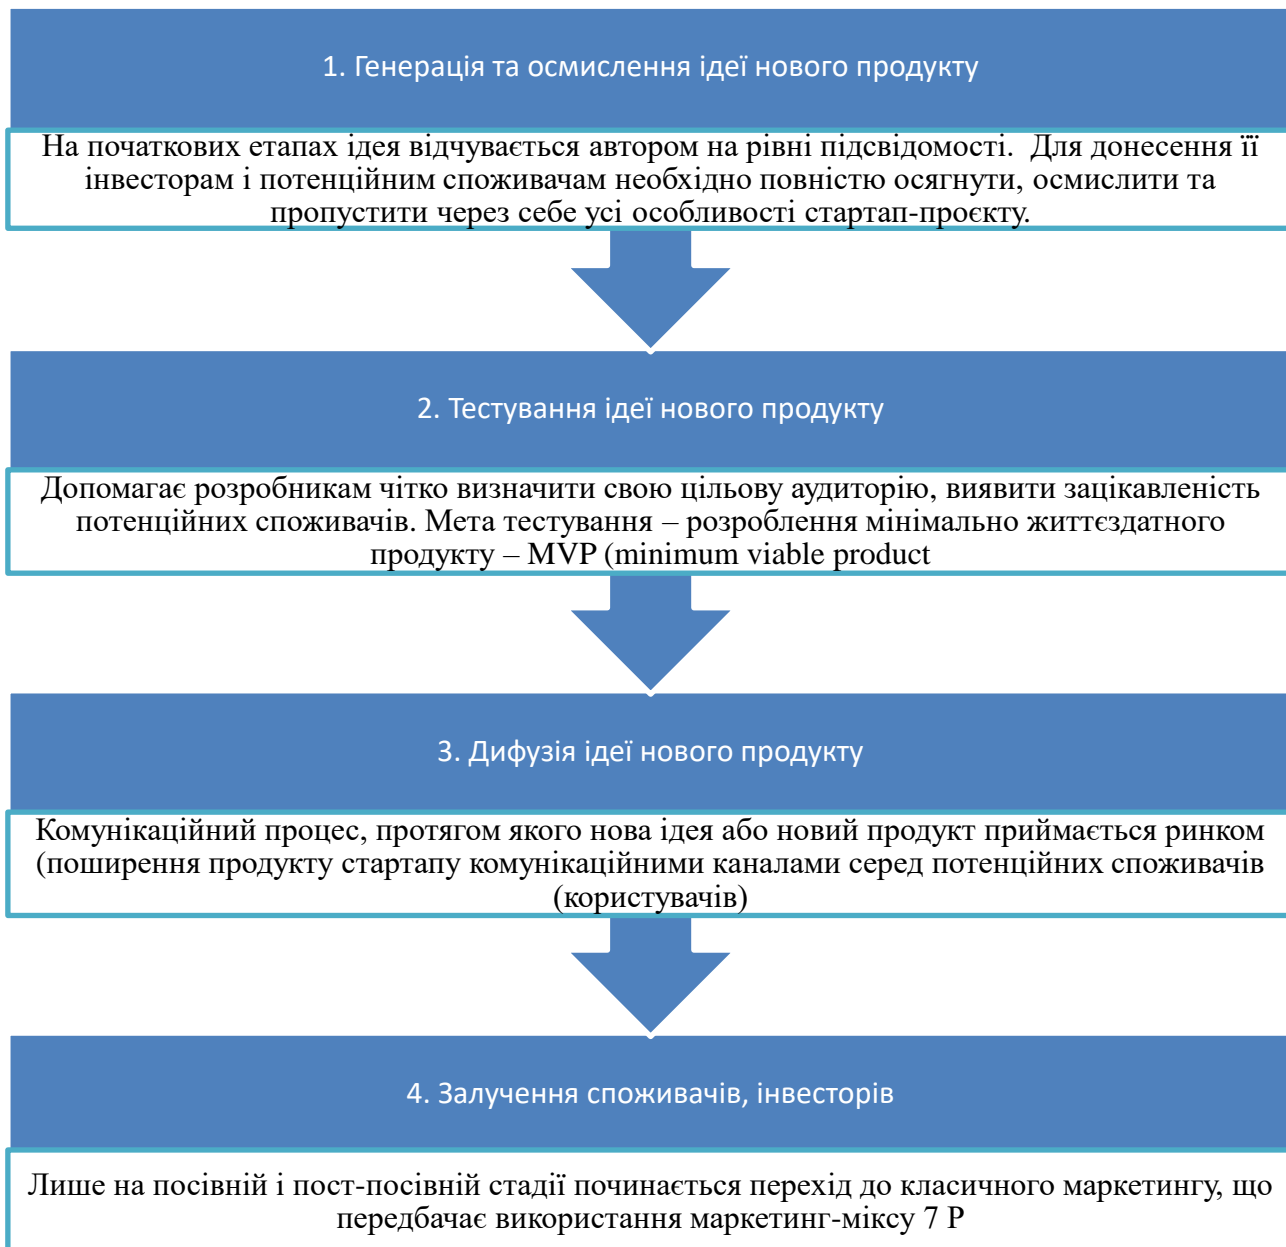 1. Генерація та осмислення ідеї нового продукту
На початкових етапах ідея відчувається автором на рівні підсвідомості.  Для донесення її
інвесторам і потенційним споживачам необхідно повністю осягнути, осмислити та
пропустити через себе усі особливості стартап-проєкту.
2. Тестування ідеї нового продукту
Допомагає розробникам чітко визначити свою цільову аудиторію, виявити зацікавленість
потенційних споживачів. Мета тестування – розроблення мінімально життєздатного
продукту – MVP (minimum viable product
3. Дифузія ідеї нового продукту
Комунікаційний процес, протягом якого нова ідея або новий продукт приймається ринком
(поширення продукту стартапу комунікаційними каналами серед потенційних споживачів
(користувачів)
4. Залучення споживачів, інвесторів
Лише на посівній і пост-посівній стадії починається перехід до класичного маркетингу, що
передбачає використання маркетинг-міксу 7 Р